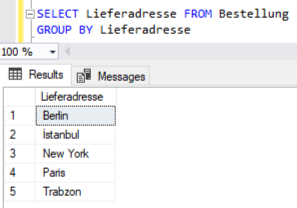 SELECT Lieferadresse FROM Bestellung
GROUP BY Lieferadresse
100 %
Results Messages
Lieferadresse
1 Berlin
2 İstanbul
3 New York
4 Paris
5 Trabzon